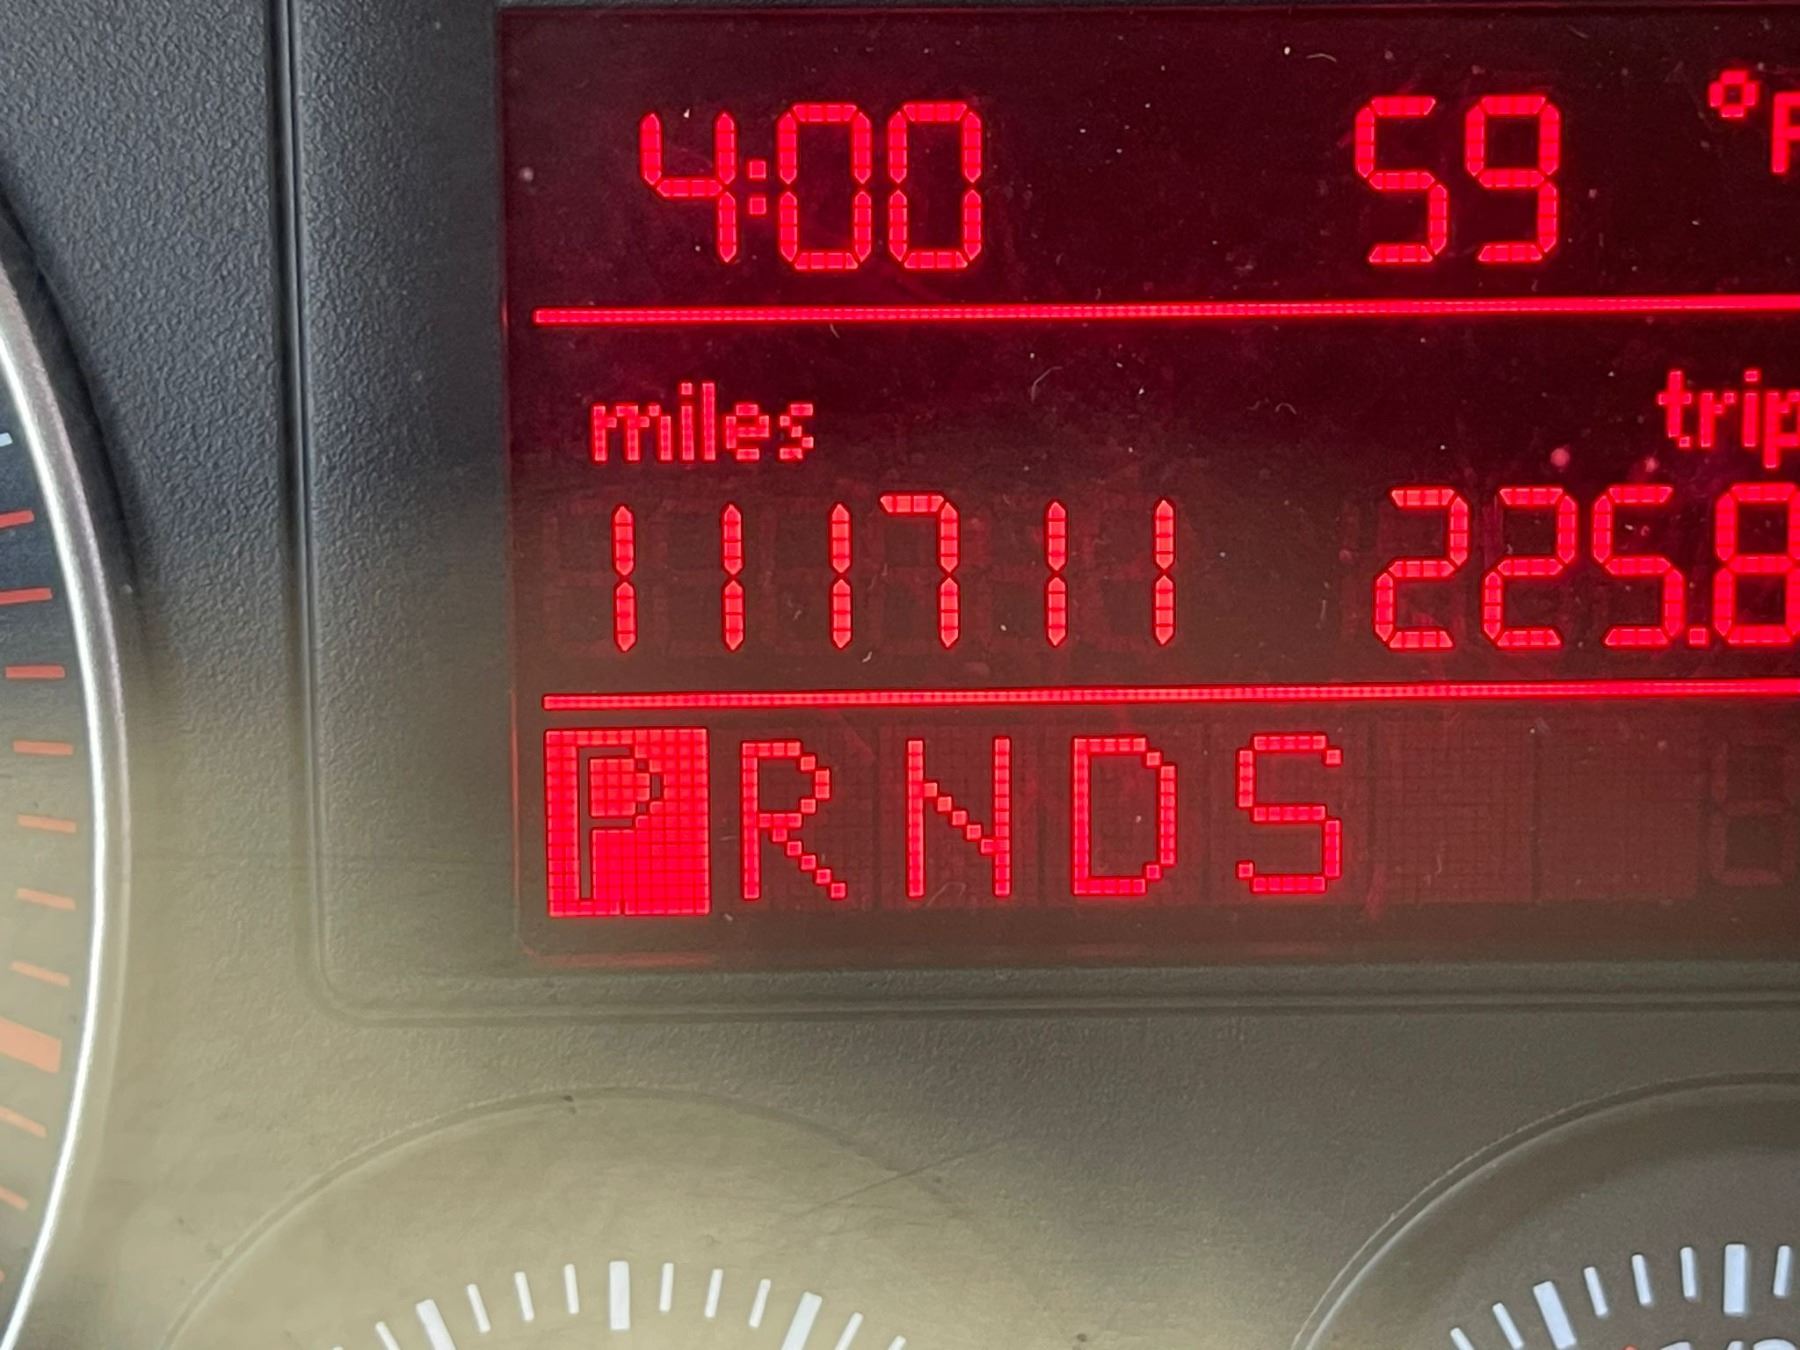 4:00 59 °F
miles trip
111711 225.8
PRNDS